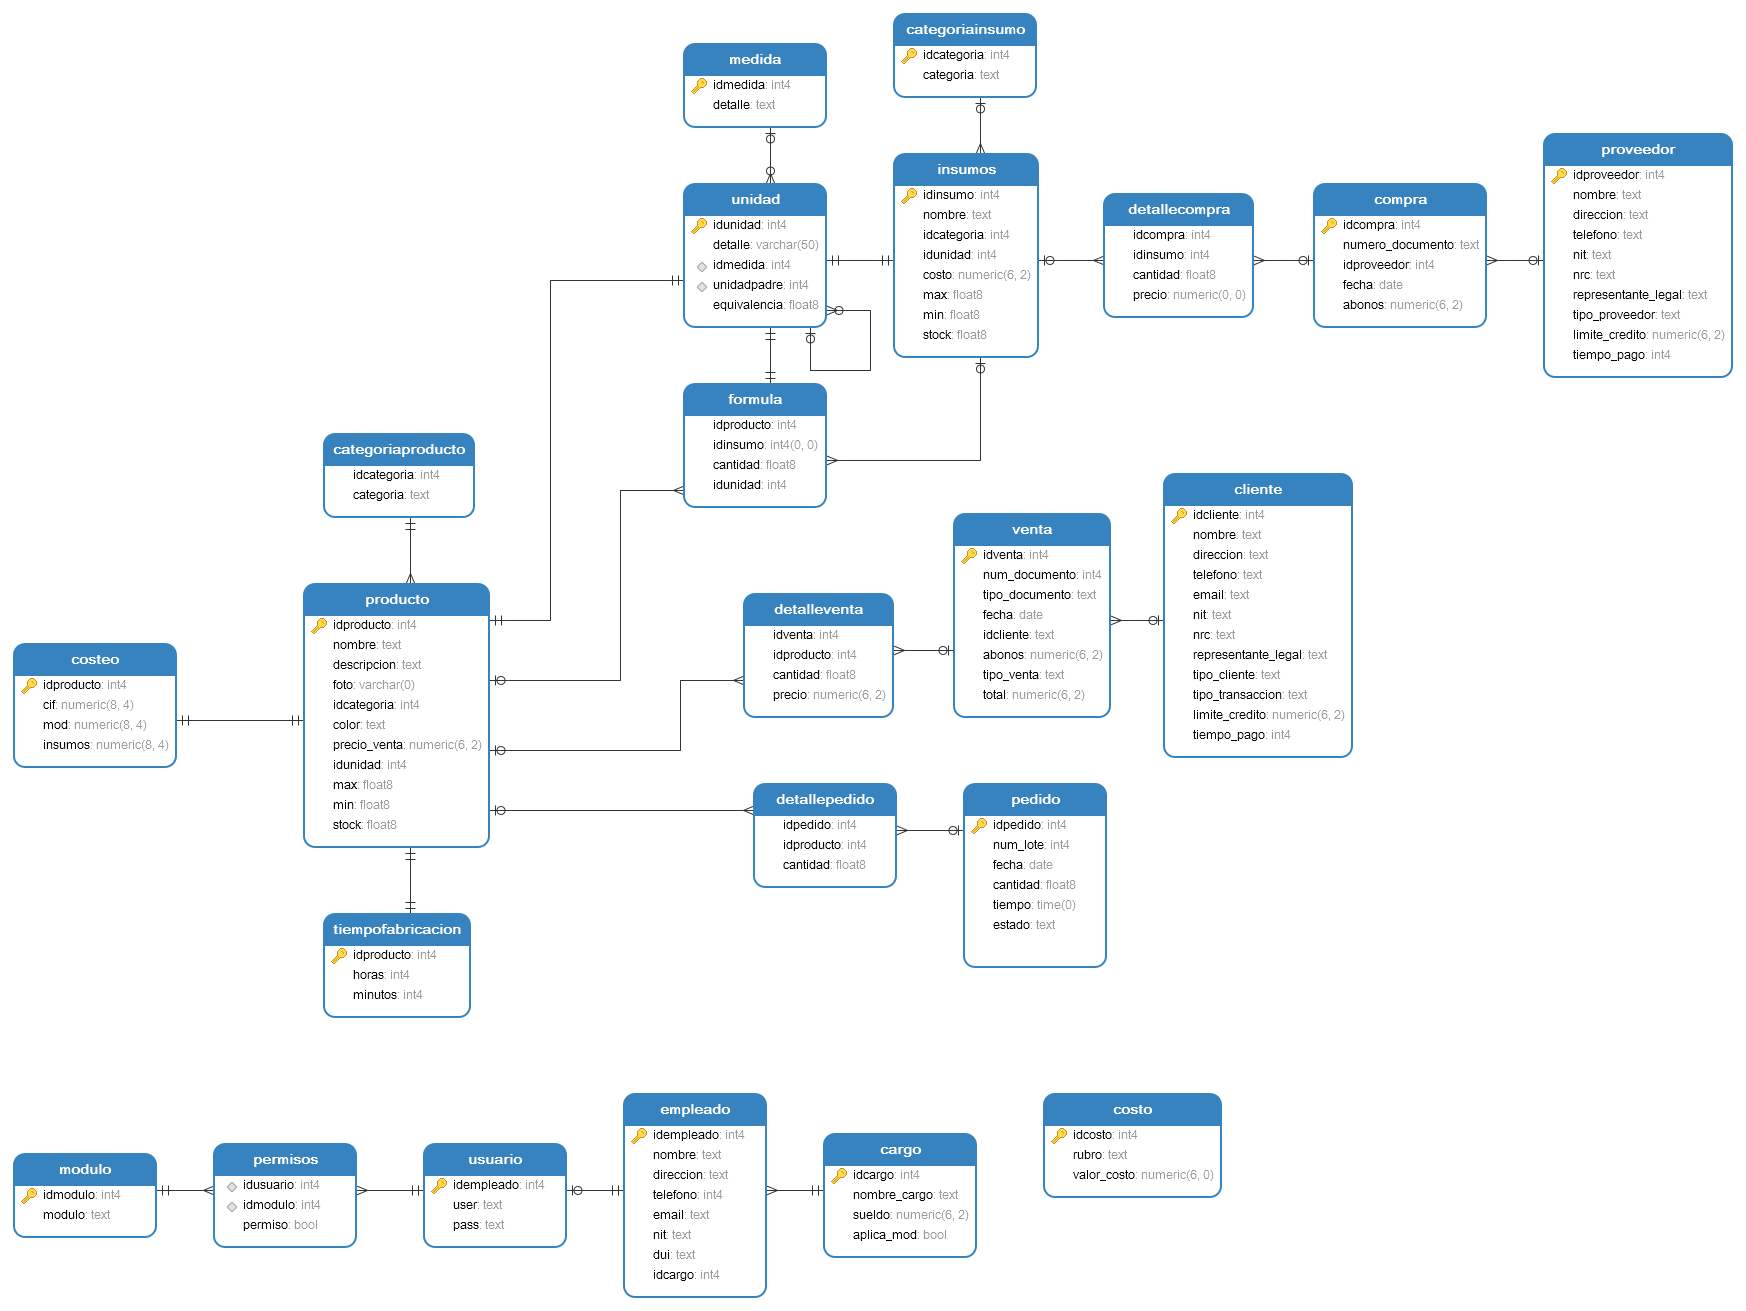 categoriainsumo
idcategoria: int4
categoria: text
medida
idmedida: int4
detalle: text
proveedor
idproveedor: int4
nombre: text
direccion: text
telefono: text
nit: text
nrc: text
representante_legal: text
tipo_proveedor: text
limite_credito: numeric(6, 2)
tiempo_pago: int4
insumos
idinsumo: int4
nombre: text
idcategoria: int4
idunidad: int4
costo: numeric(6, 2)
max: float8
min: float8
stock: float8
unidad
idunidad: int4
detalle: varchar(50)
idmedida: int4
unidadpadre: int4
equivalencia: float8
detallecompra
idcompra: int4
idinsumo: int4
cantidad: float8
precio: numeric(0, 0)
compra
idcompra: int4
numero_documento: text
idproveedor: int4
fecha: date
abonos: numeric(6, 2)
formula
idproducto: int4
idinsumo: int4(0, 0)
cantidad: float8
idunidad: int4
categoriaproducto
idcategoria: int4
categoria: text
cliente
idcliente: int4
nombre: text
direccion: text
telefono: text
email: text
nit: text
nrc: text
representante_legal: text
tipo_cliente: text
tipo_transaccion: text
limite_credito: numeric(6, 2)
tiempo_pago: int4
venta
idventa: int4
num_documento: int4
tipo_documento: text
fecha: date
idcliente: text
abonos: numeric(6, 2)
tipo_venta: text
total: numeric(6, 2)
producto
idproducto: int4
nombre: text
descripcion: text
foto: varchar(0)
idcategoria: int4
color: text
precio_venta: numeric(6, 2)
idunidad: int4
max: float8
min: float8
stock: float8
detalleventa
idventa: int4
idproducto: int4
cantidad: float8
precio: numeric(6, 2)
costeo
idproducto: int4
cif: numeric(8, 4)
mod: numeric(8, 4)
insumos: numeric(8, 4)
detallepedido
idpedido: int4
idproducto: int4
cantidad: float8
pedido
idpedido: int4
num_lote: int4
fecha: date
cantidad: float8
tiempo: time(0)
estado: text
tiempofabricacion
idproducto: int4
horas: int4
minutos: int4
modulo
idmodulo: int4
modulo: text
permisos
idusuario: int4
idmodulo: int4
permiso: bool
usuario
idempleado: int4
user: text
pass: text
empleado
idempleado: int4
nombre: text
direccion: text
telefono: int4
email: text
nit: text
dui: text
idcargo: int4
cargo
idcargo: int4
nombre_cargo: text
sueldo: numeric(6, 2)
aplica_mod: bool
costo
idcosto: int4
rubro: text
valor_costo: numeric(6, 0)